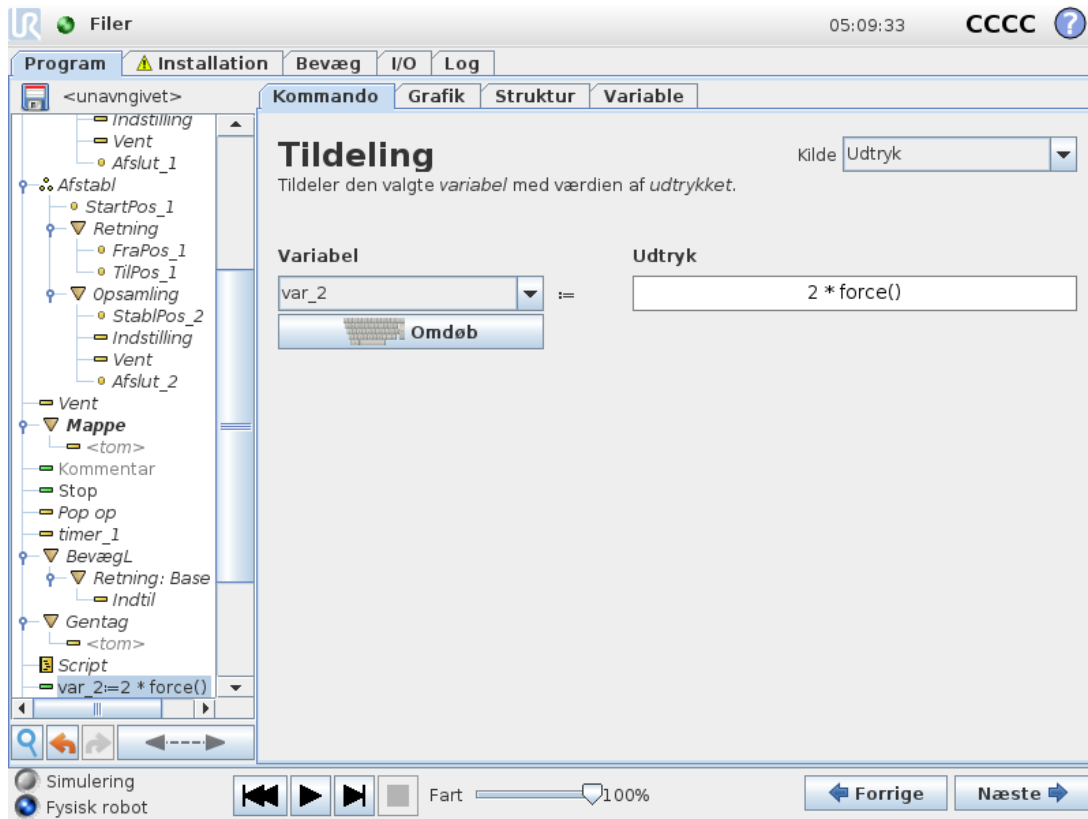 UR Filer 05:09:33 CCCC ?
Program Installation Bevæg I/O Log
<unavngivet>
Kommando Grafik Struktur Variable
Indstilling
Vent
Afslut_1
Afstabl
StartPos_1
Retning
FraPos_1
TilPos_1
Opsamling
StablPos_2
Indstilling
Vent
Afslut_2
Vent
Mappe
<tom>
Kommentar
Stop
Pop op
timer_1
BevægL
Retning: Base
Indtil
Gentag
<tom>
Script
var_2:=2 * force()
Tildeling
Kilde Udtryk
Tildeler den valgte variabel med værdien af udtrykket.
Variabel Udtryk
var_2 := 2 * force()
Omdøb
Simulering
Fysisk robot
Fart 100%
Forrige Næste